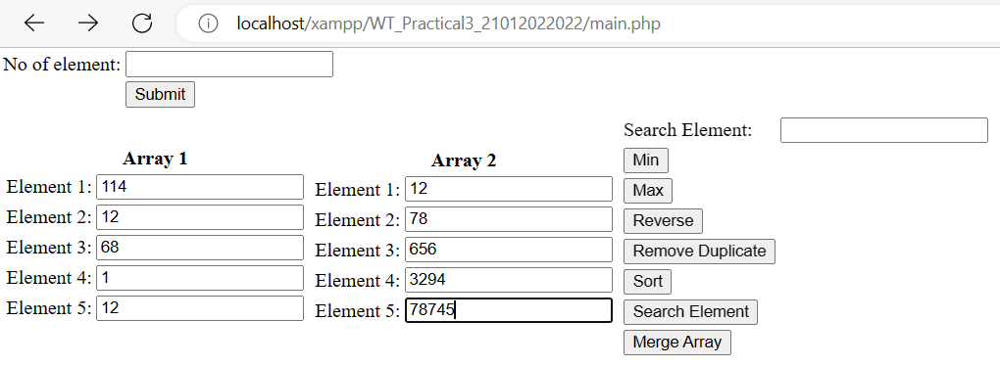 localhost/xampp/WT_Practical3_21012022022/main.php
No of element:
Submit
Array 1
Element 1: 114
Element 2: 12
Element 3: 68
Element 4: 1
Element 5: 12
Array 2
Element 1: 12
Element 2: 78
Element 3: 656
Element 4: 3294
Element 5: 78745
Search Element:
Min
Max
Reverse
Remove Duplicate
Sort
Search Element
Merge Array